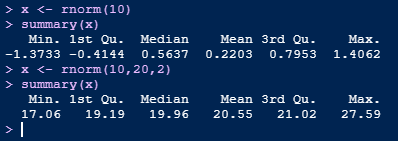 > x <- rnorm(10)
> summary(x)
   Min. 1st Qu.  Median    Mean 3rd Qu.    Max.
-1.3733 -0.4144  0.5637  0.2203  0.7953  1.4062
> x <- rnorm(10,20,2)
> summary(x)
   Min. 1st Qu.  Median    Mean 3rd Qu.    Max.
  17.06   19.19   19.96   20.55   21.02   27.59
>